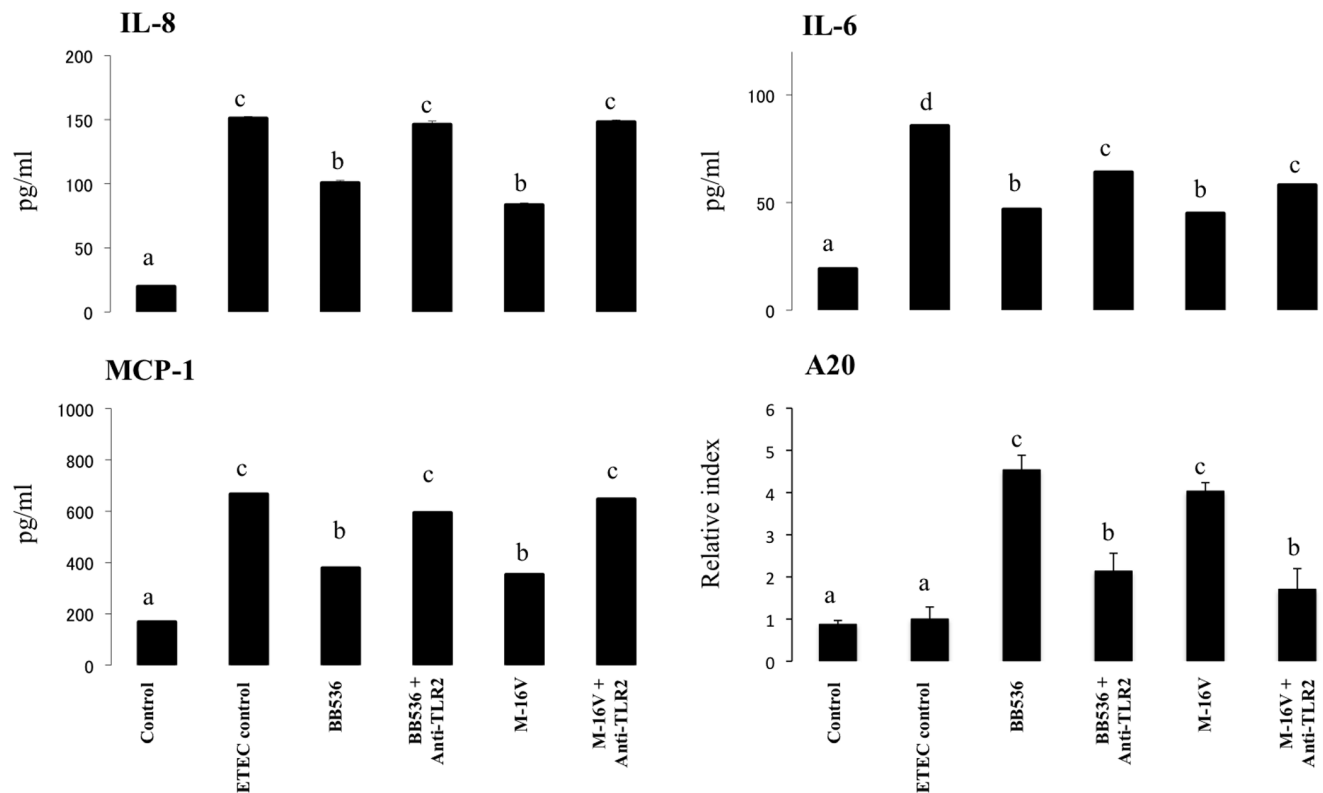 IL-8
200
150
100
50
0
pg/ml
a
c
b
c
b
c
IL-6
100
50
0
pg/ml
a
d
b
c
b
c
MCP-1
1000
800
600
400
200
0
pg/ml
a
c
b
c
b
c
Control
ETEC control
BB536
BB536 +
Anti-TLR2
M-16V
M-16V +
Anti-TLR2
A20
6
5
4
3
2
1
0
Relative index
a
a
c
b
c
b
Control
ETEC control
BB536
BB536 +
Anti-TLR2
M-16V
M-16V +
Anti-TLR2